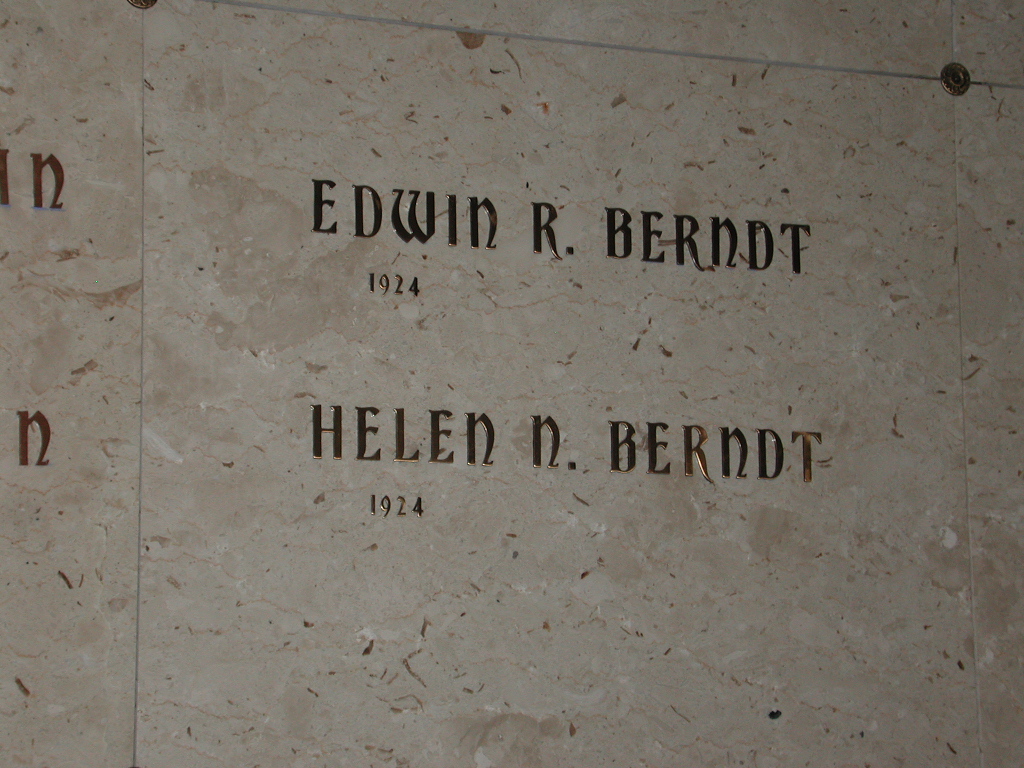 EDWIN R. BERNDT
1924
HELEN N. BERNDT
1924